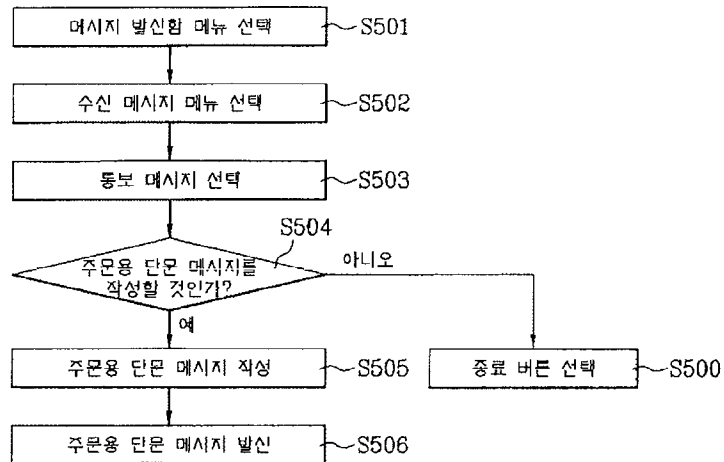 메시지 발신함 메뉴 선택
S501
수신 메시지 메뉴 선택
S502
통보 메시지 선택
S503
S504
주문용 단문 메시지를
작성할 것인가?
아니오
예
주문용 단문 메시지 작성
S505
종료 버튼 선택
S500
주문용 단문 메시지 발신
S506